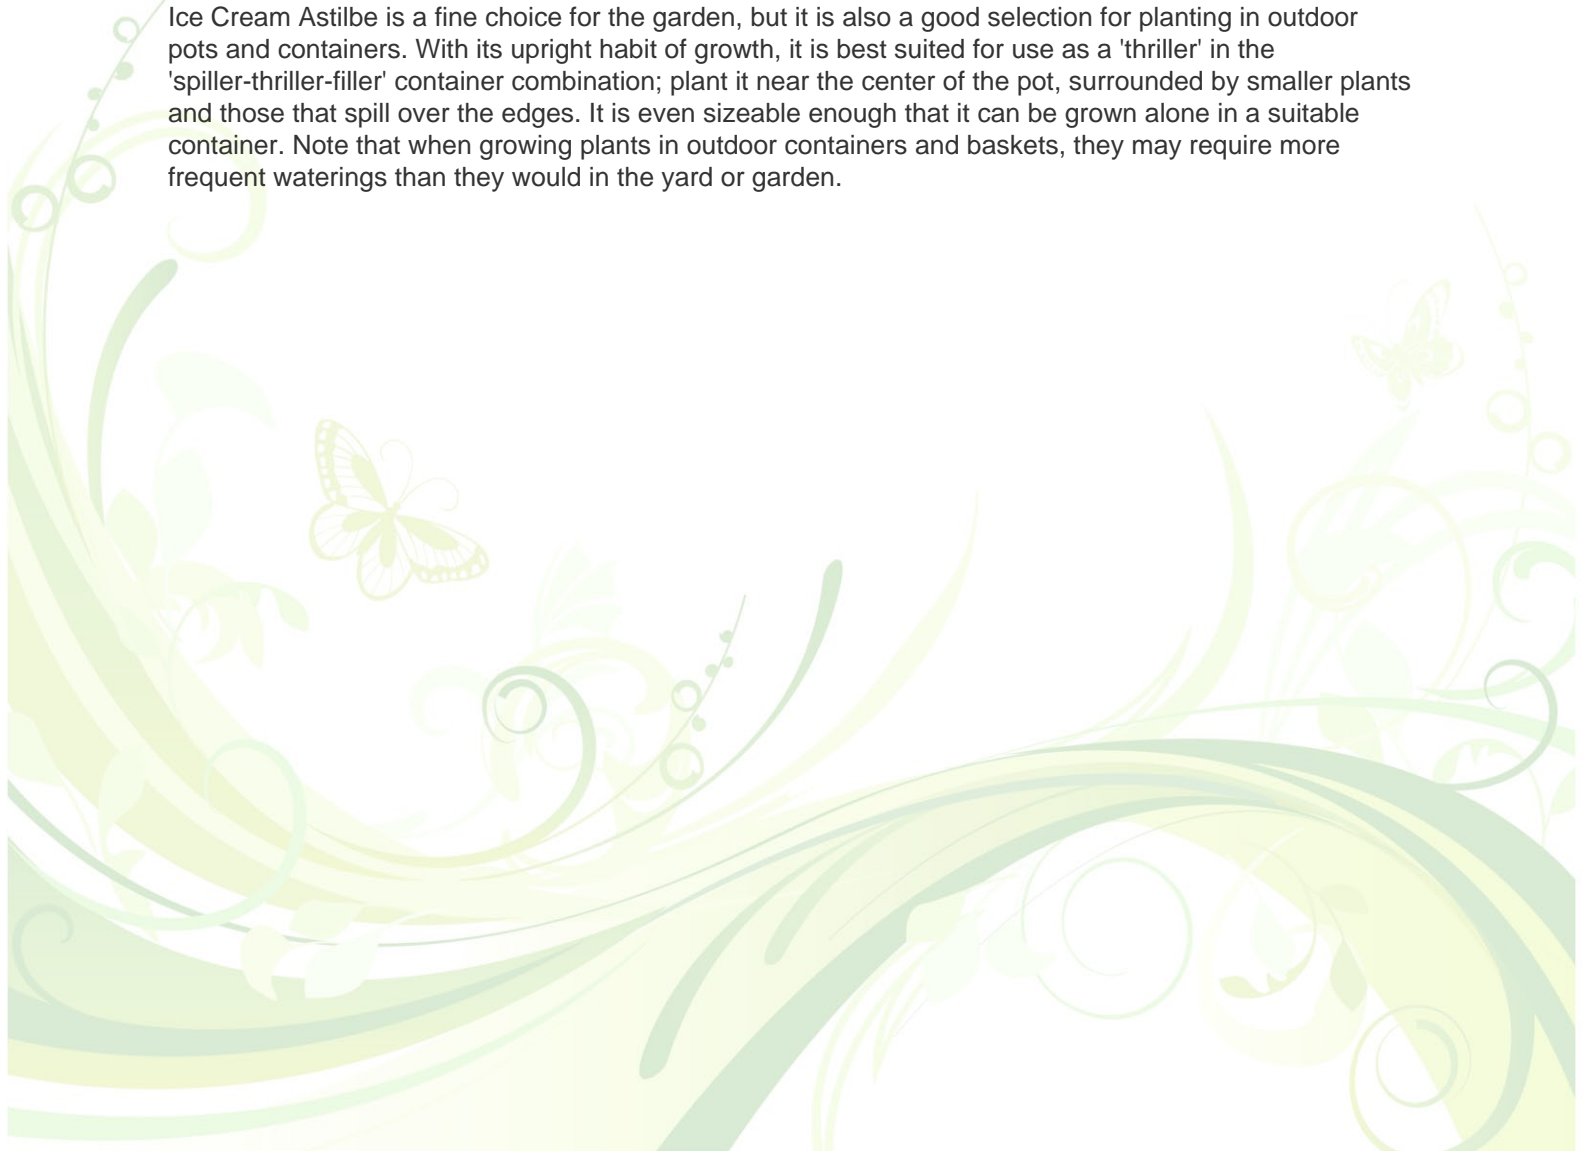 Ice Cream Astilbe is a fine choice for the garden, but it is also a good selection for planting in outdoor
pots and containers. With its upright habit of growth, it is best suited for use as a 'thriller' in the
'spiller-thriller-filler' container combination; plant it near the center of the pot, surrounded by smaller plants
and those that spill over the edges. It is even sizeable enough that it can be grown alone in a suitable
container. Note that when growing plants in outdoor containers and baskets, they may require more
frequent waterings than they would in the yard or garden.